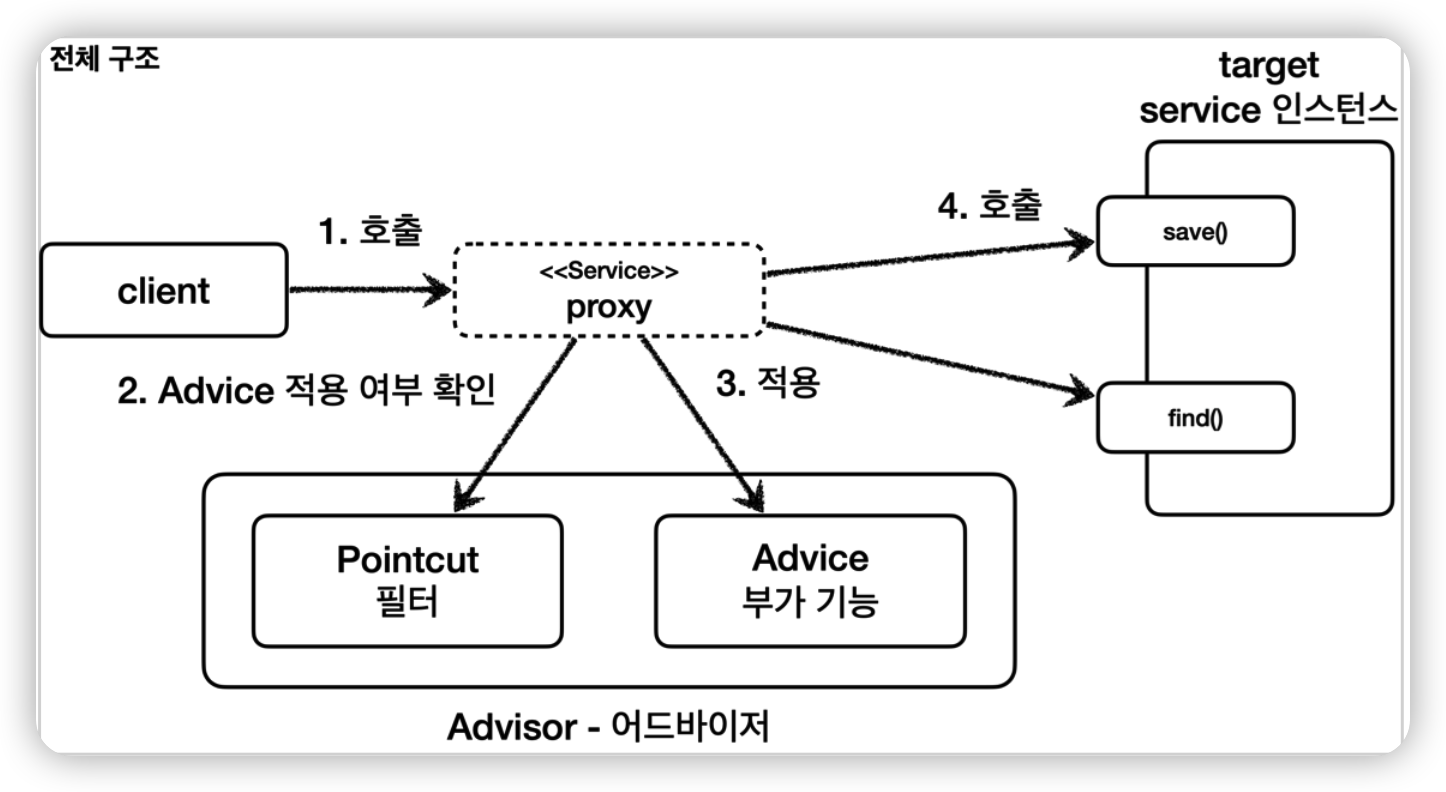 전체 구조
target
service 인스턴스
4. 호출
save()
1. 호출
<<Service>>
proxy
client
2. Advice 적용 여부 확인
3. 적용
find()
Pointcut
필터
Advice
부가 기능
Advisor - 어드바이저